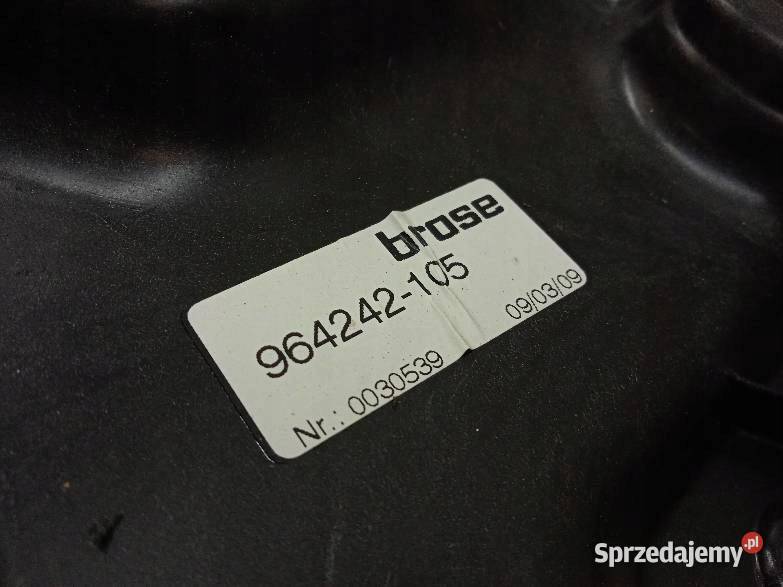 brose
964242-105
Nr.: 0030539
09/03/09
Sprzedajemy.pl